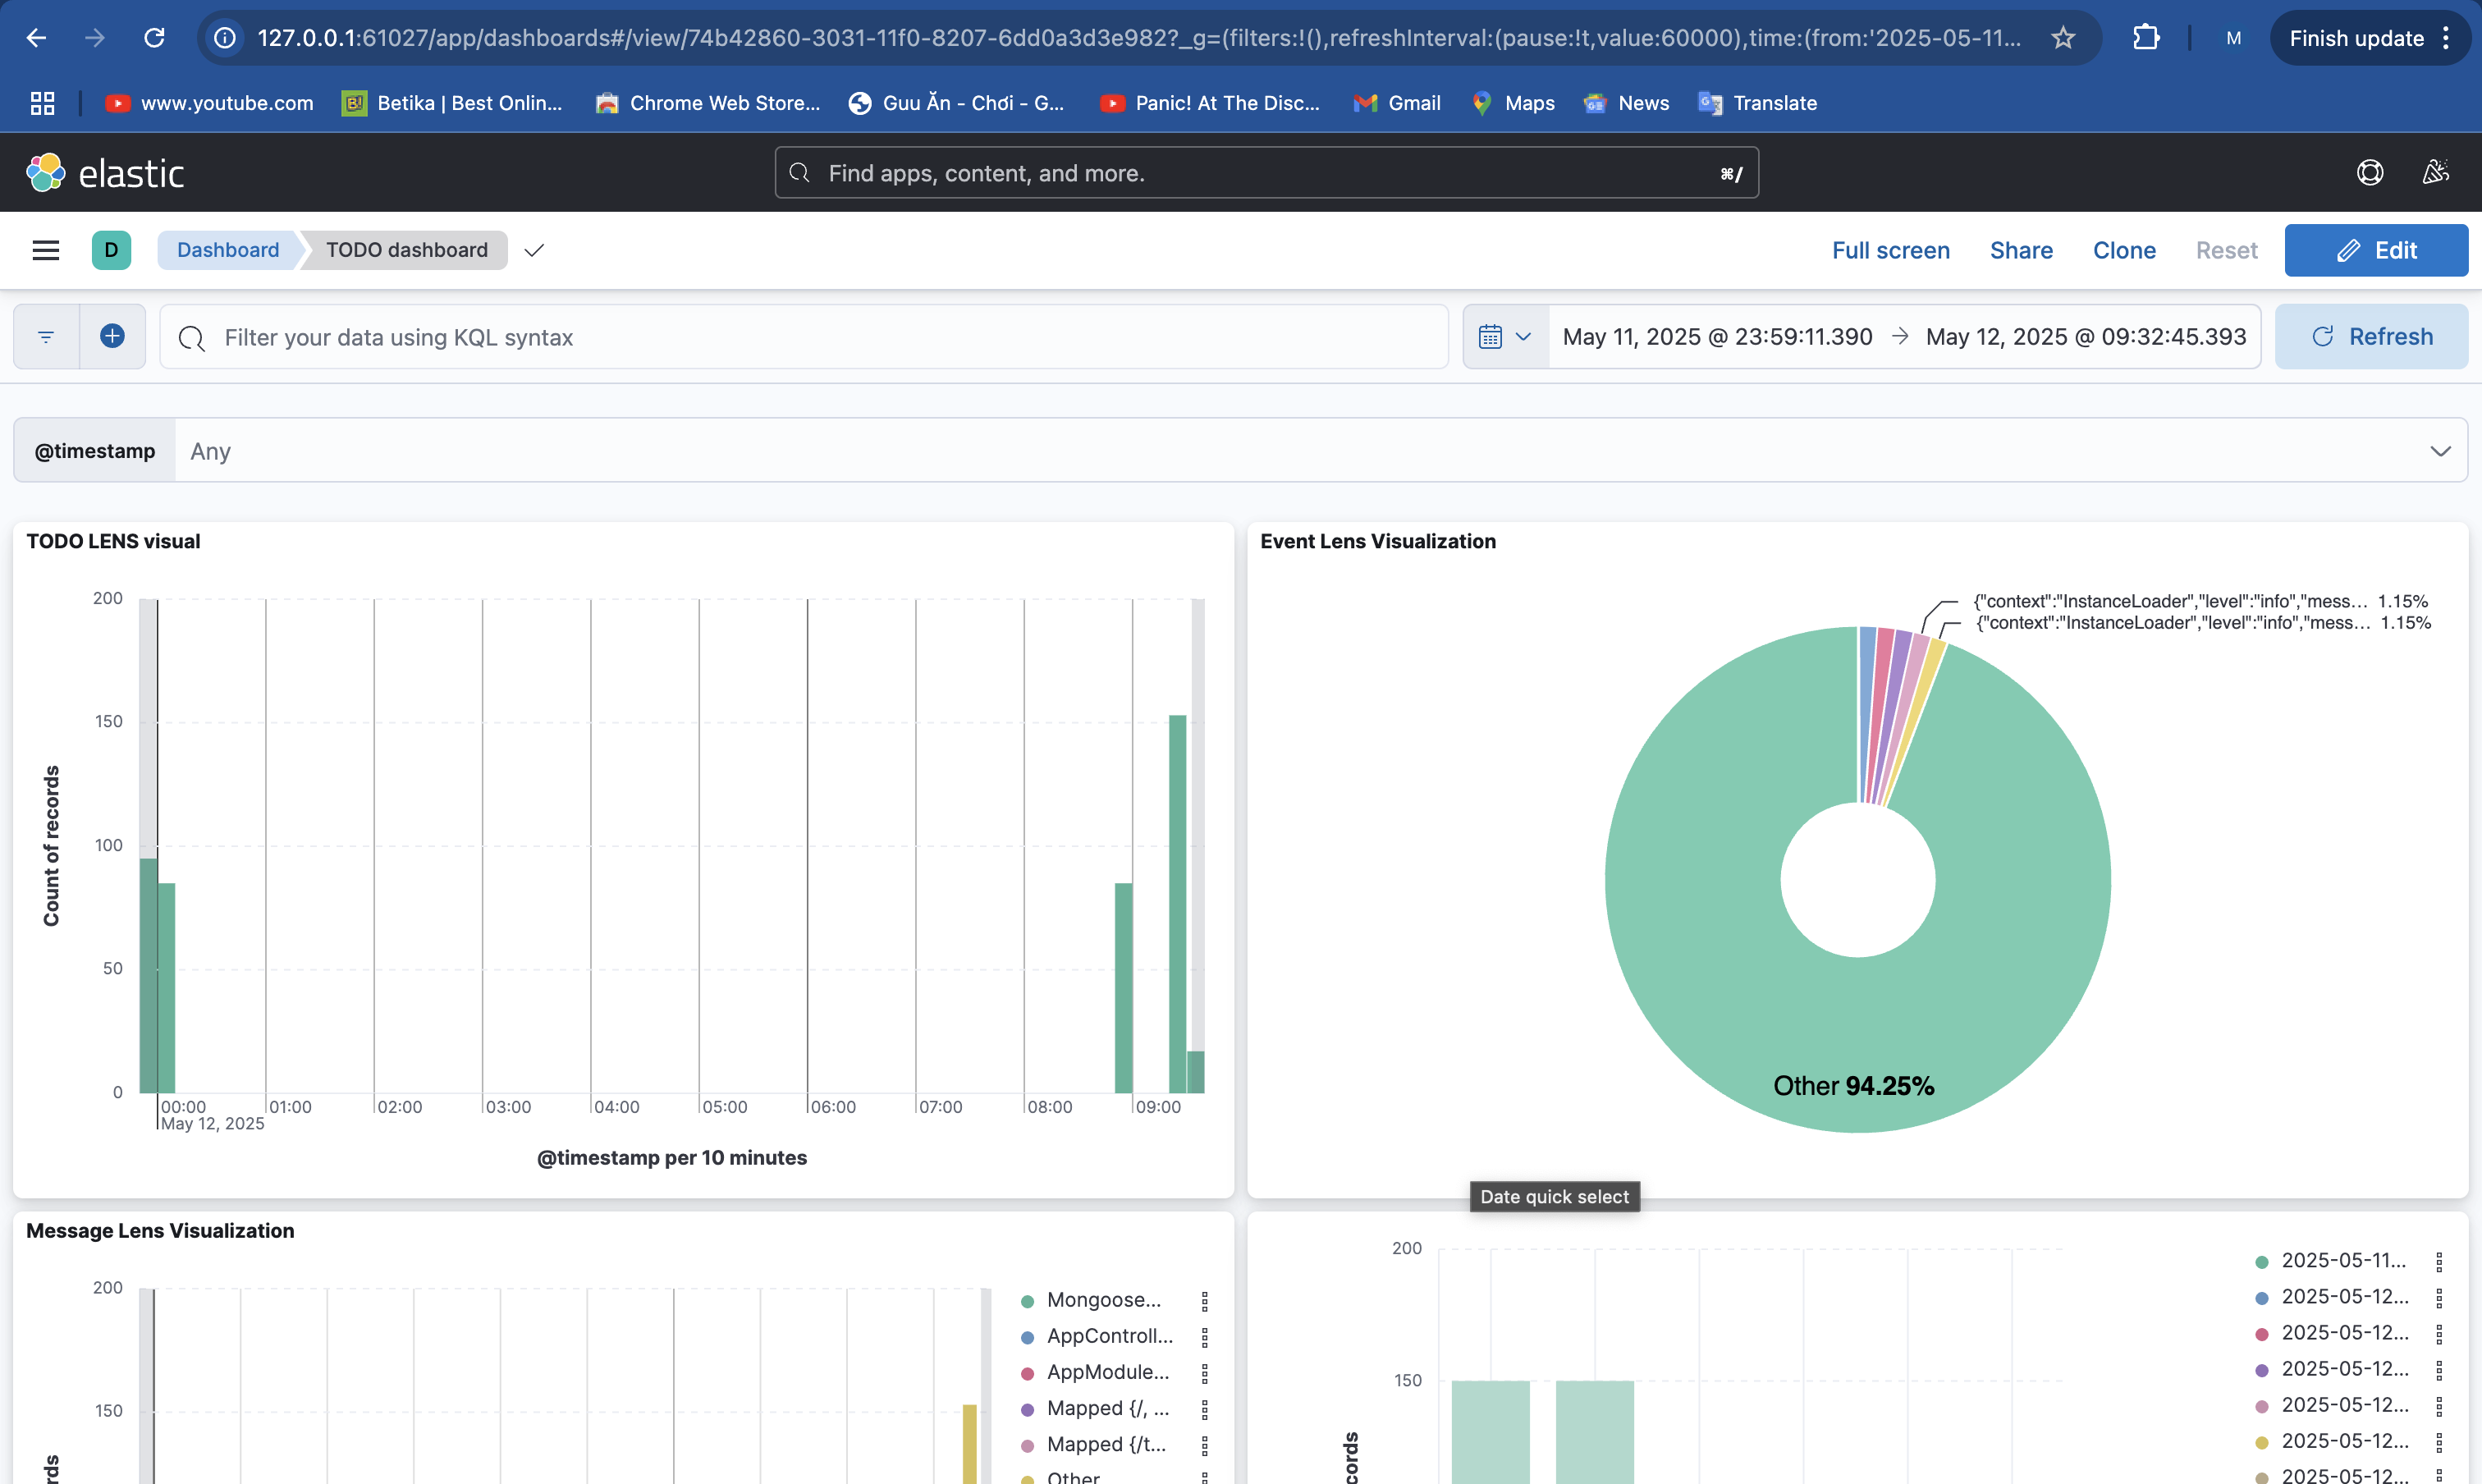 127.0.0.1:61027/app/dashboards#/view/74b42860-3031-11f0-8207-6dd0a3d3e982?_g=(filters:!(),refreshInterval:(pause:!t,value:60000),time:(from:'2025-05-11...
M
Finish update
www.youtube.com
Betika | Best Onlin...
Chrome Web Store...
Guu Ăn - Chơi - G...
Panic! At The Disc...
Gmail
Maps
News
Translate
elastic
Find apps, content, and more.
⌘/
D
Dashboard
TODO dashboard
Full screen
Share
Clone
Reset
Edit
Filter your data using KQL syntax
May 11, 2025 @ 23:59:11.390 → May 12, 2025 @ 09:32:45.393
Refresh
@timestamp
Any
TODO LENS visual
200
150
100
50
0
Count of records
00:00
01:00
02:00
03:00
04:00
05:00
06:00
07:00
08:00
09:00
May 12, 2025
@timestamp per 10 minutes
Event Lens Visualization
{"context":"InstanceLoader","level":"info","mess... 1.15%
{"context":"InstanceLoader","level":"info","mess... 1.15%
Other 94.25%
Date quick select
Message Lens Visualization
200
150
Mongoose...
AppControll...
AppModule...
Mapped {/, ...
Mapped {/t...
Other
200
150
2025-05-11...
2025-05-12...
2025-05-12...
2025-05-12...
2025-05-12...
2025-05-12...
2025-05-12...